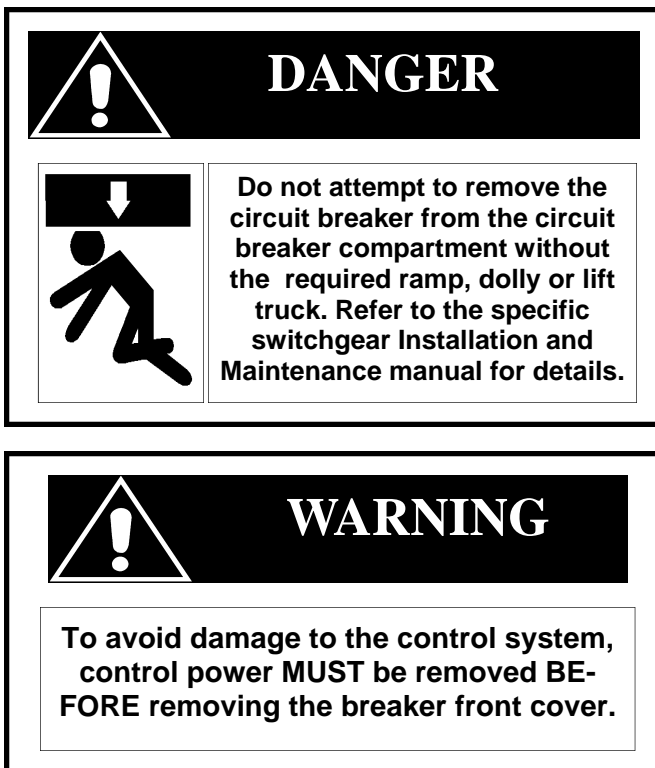 DANGER
Do not attempt to remove the
circuit breaker from the circuit
breaker compartment without
the  required ramp, dolly or lift
truck. Refer to the specific
switchgear Installation and
Maintenance manual for details.
WARNING
To avoid damage to the control system,
control power MUST be removed BE-
FORE removing the breaker front cover.